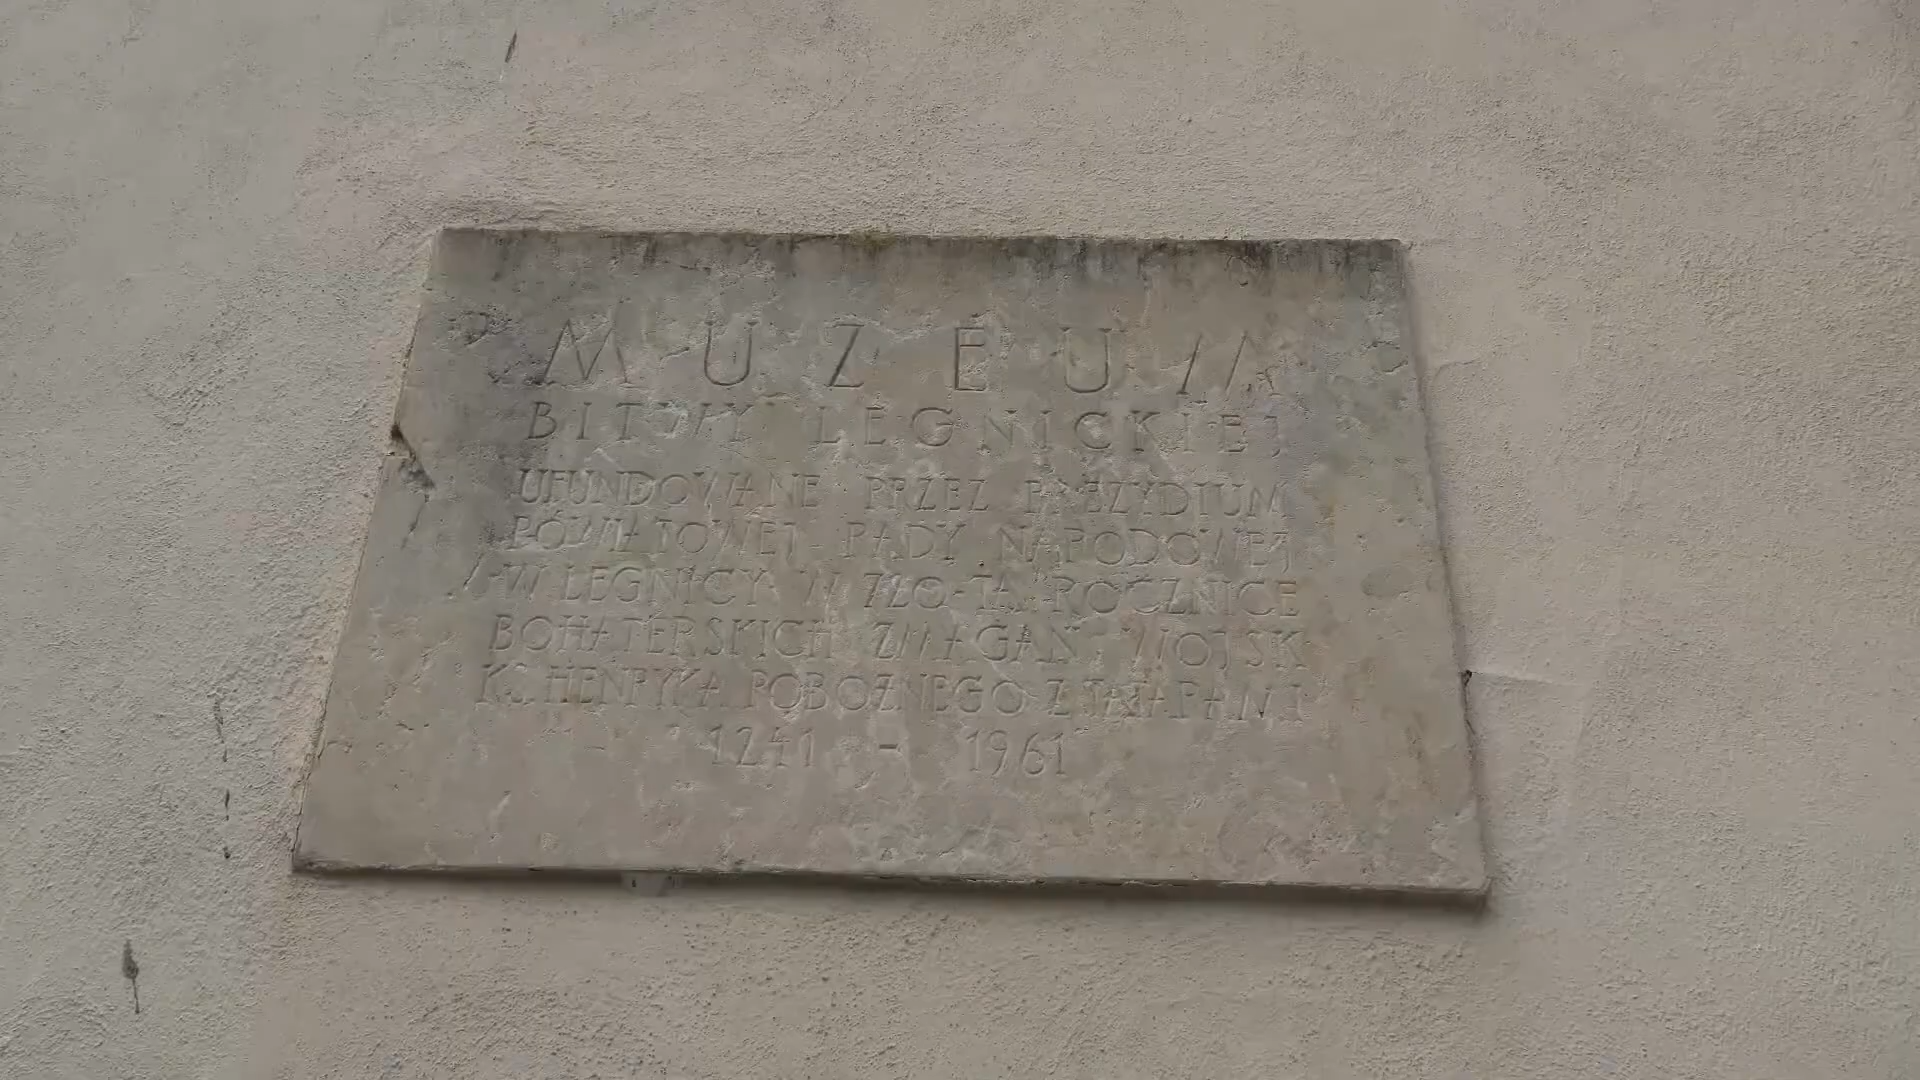 MUZEUM
BITWY LEGNICKIEJ
UFUNDOWANE PRZEZ PREZYDIUM
POWIATOWEJ RADY NARODOWEJ
W LEGNICY W 720-TĄ ROCZNICĘ
BOHATERSKICH ZMAGAŃ WOJSK
KS. HENRYKA POBOŻNEGO Z TATARAMI
1241 - 1961